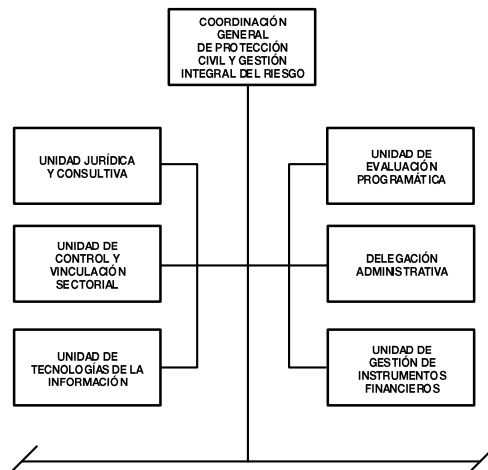 COORDINACIÓN
GENERAL
DE PROTECCIÓN
CIVIL Y GESTIÓN
INTEGRAL DEL RIESGO
UNIDAD JURÍDICA
Y CONSULTIVA
UNIDAD DE
EVALUACIÓN
PROGRAMÁTICA
UNIDAD DE
CONTROL Y
VINCULACIÓN
SECTORIAL
DELEGACIÓN
ADMINISTRATIVA
UNIDAD DE
TECNOLOGÍAS DE LA
INFORMACIÓN
UNIDAD DE
GESTIÓN DE
INSTRUMENTOS
FINANCIEROS